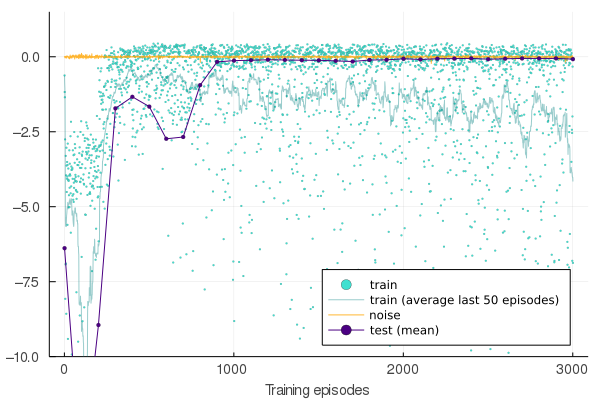 0.0
−2.5
−5.0
−7.5
−10.0
0
1000
2000
3000
Training episodes
train
train (average last 50 episodes)
noise
test (mean)